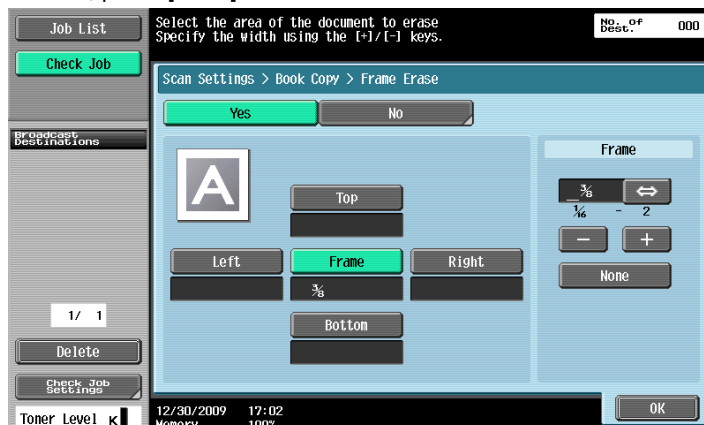 Job List
Check Job
Select the area of the document to erase
Specify the width using the [+]/[-] keys.
No. of
Dest.
000
Scan Settings > Book Copy > Frame Erase
Yes
No
Broadcast
Destinations
A
Top
Left
Frame
Right
⅜
Bottom
Frame
⅜
⇔
1/16 - 2
−
+
None
1/ 1
Delete
Check Job
Settings
Toner Level K
12/30/2009 17:02
Memory 100%
OK